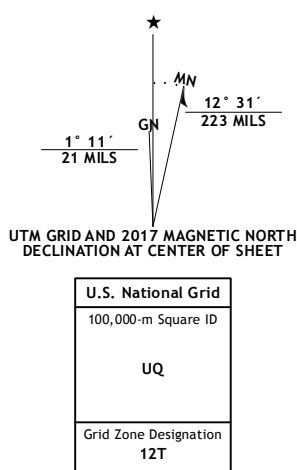 MN
12° 31´
223 MILS
GN
1° 11´
21 MILS
UTM GRID AND 2017 MAGNETIC NORTH
DECLINATION AT CENTER OF SHEET
U.S. National Grid
100,000-m Square ID
UQ
Grid Zone Designation
12T